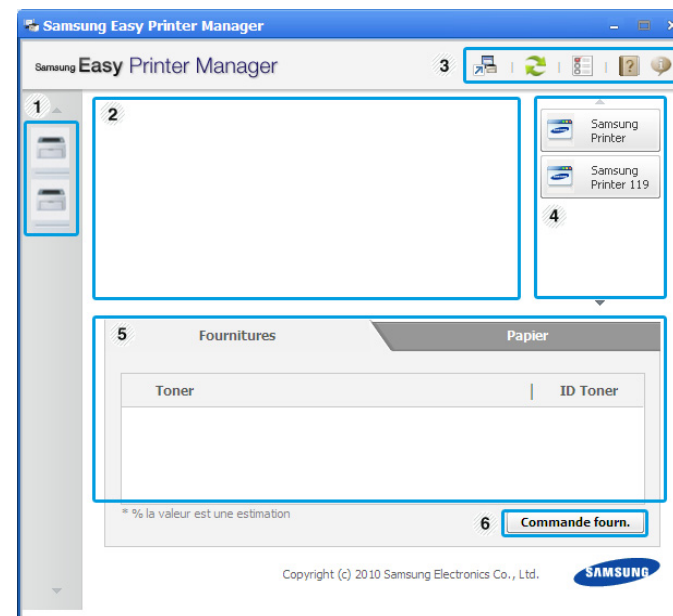 Samsung Easy Printer Manager
Samsung Easy Printer Manager
3
1
2
Samsung
Printer
Samsung
Printer 119
4
5 Fournitures Papier
Toner | ID Toner
* % la valeur est une estimation
6 Commande fourn.
Copyright (c) 2010 Samsung Electronics Co., Ltd. SAMSUNG